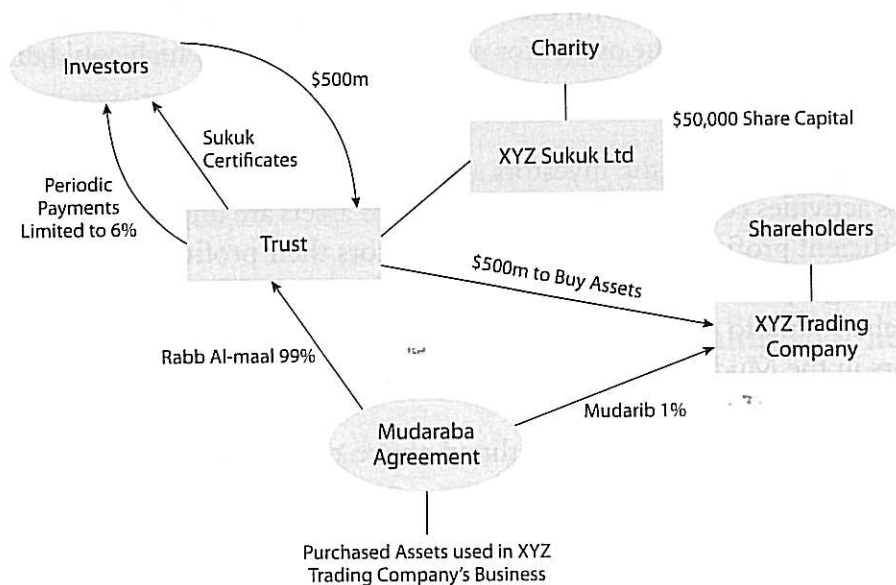 Charity
Investors
$500m
$50,000 Share Capital
Sukuk
Certificates
XYZ Sukuk Ltd
Periodic
Payments
Limited to 6%
Shareholders
Trust
$500m to Buy Assets
XYZ Trading
Company
Rabb Al-maal 99%
Mudarib 1%
Mudaraba
Agreement
Purchased Assets used in XYZ
Trading Company's Business